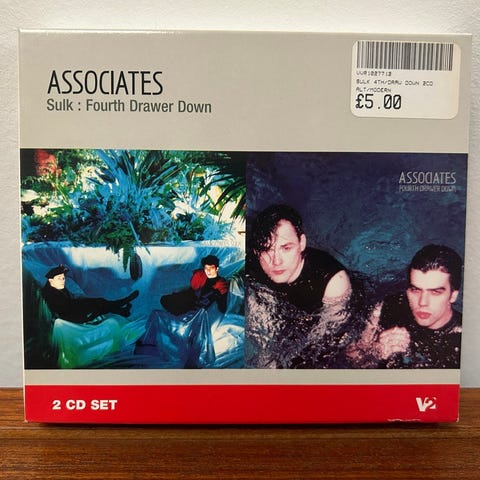 ASSOCIATES
Sulk : Fourth Drawer Down
VVR1027712
SULK 4TH/DRAW DOWN 2CD
ALT/MODERN
£5.00
ASSOCIATES
FOURTH DRAWER DOWN
2 CD SET
V2